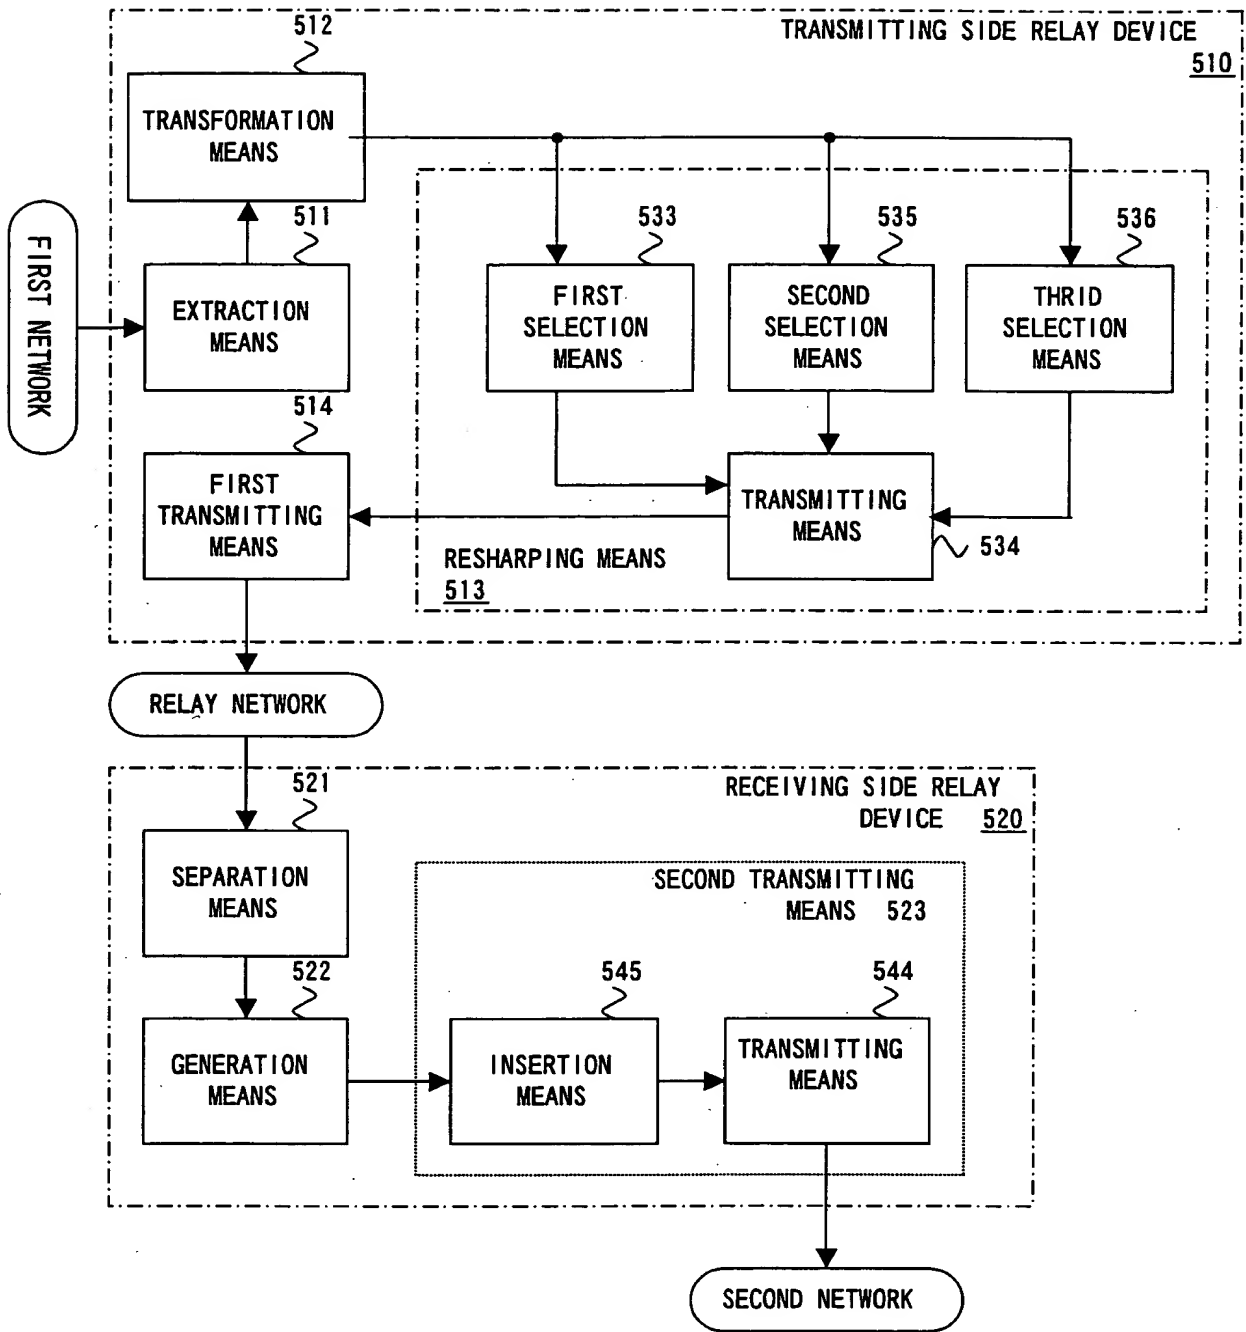 512
TRANSMITTING SIDE RELAY DEVICE
510
TRANSFORMATION
MEANS
FIRST NETWORK
511
EXTRACTION
MEANS
533
FIRST
SELECTION
MEANS
535
SECOND
SELECTION
MEANS
536
THRID
SELECTION
MEANS
514
FIRST
TRANSMITTING
MEANS
TRANSMITTING
MEANS
534
RESHARPING MEANS
513
RELAY NETWORK
521
RECEIVING SIDE RELAY
DEVICE 520
SEPARATION
MEANS
SECOND TRANSMITTING
MEANS 523
522
GENERATION
MEANS
545
INSERTION
MEANS
544
TRANSMITTING
MEANS
SECOND NETWORK